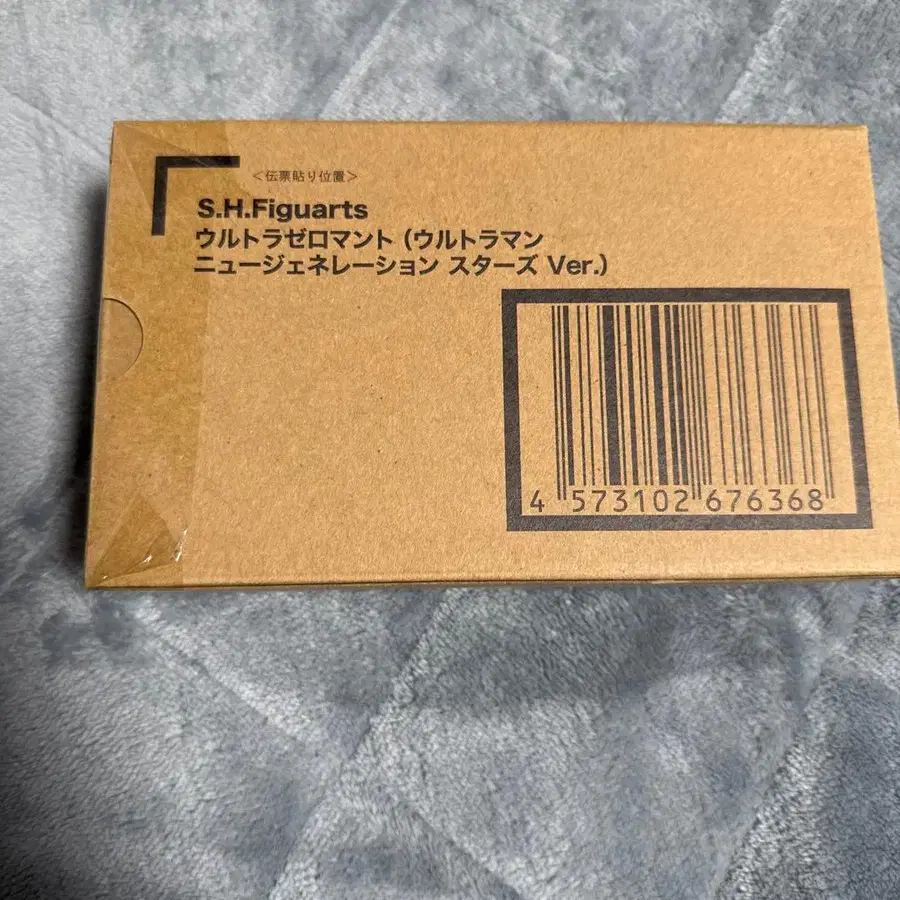 <伝票貼り位置>
S.H.Figuarts
ウルトラゼロマント(ウルトラマン
ニュージェネレーション スターズ Ver.)
4 573102 676368